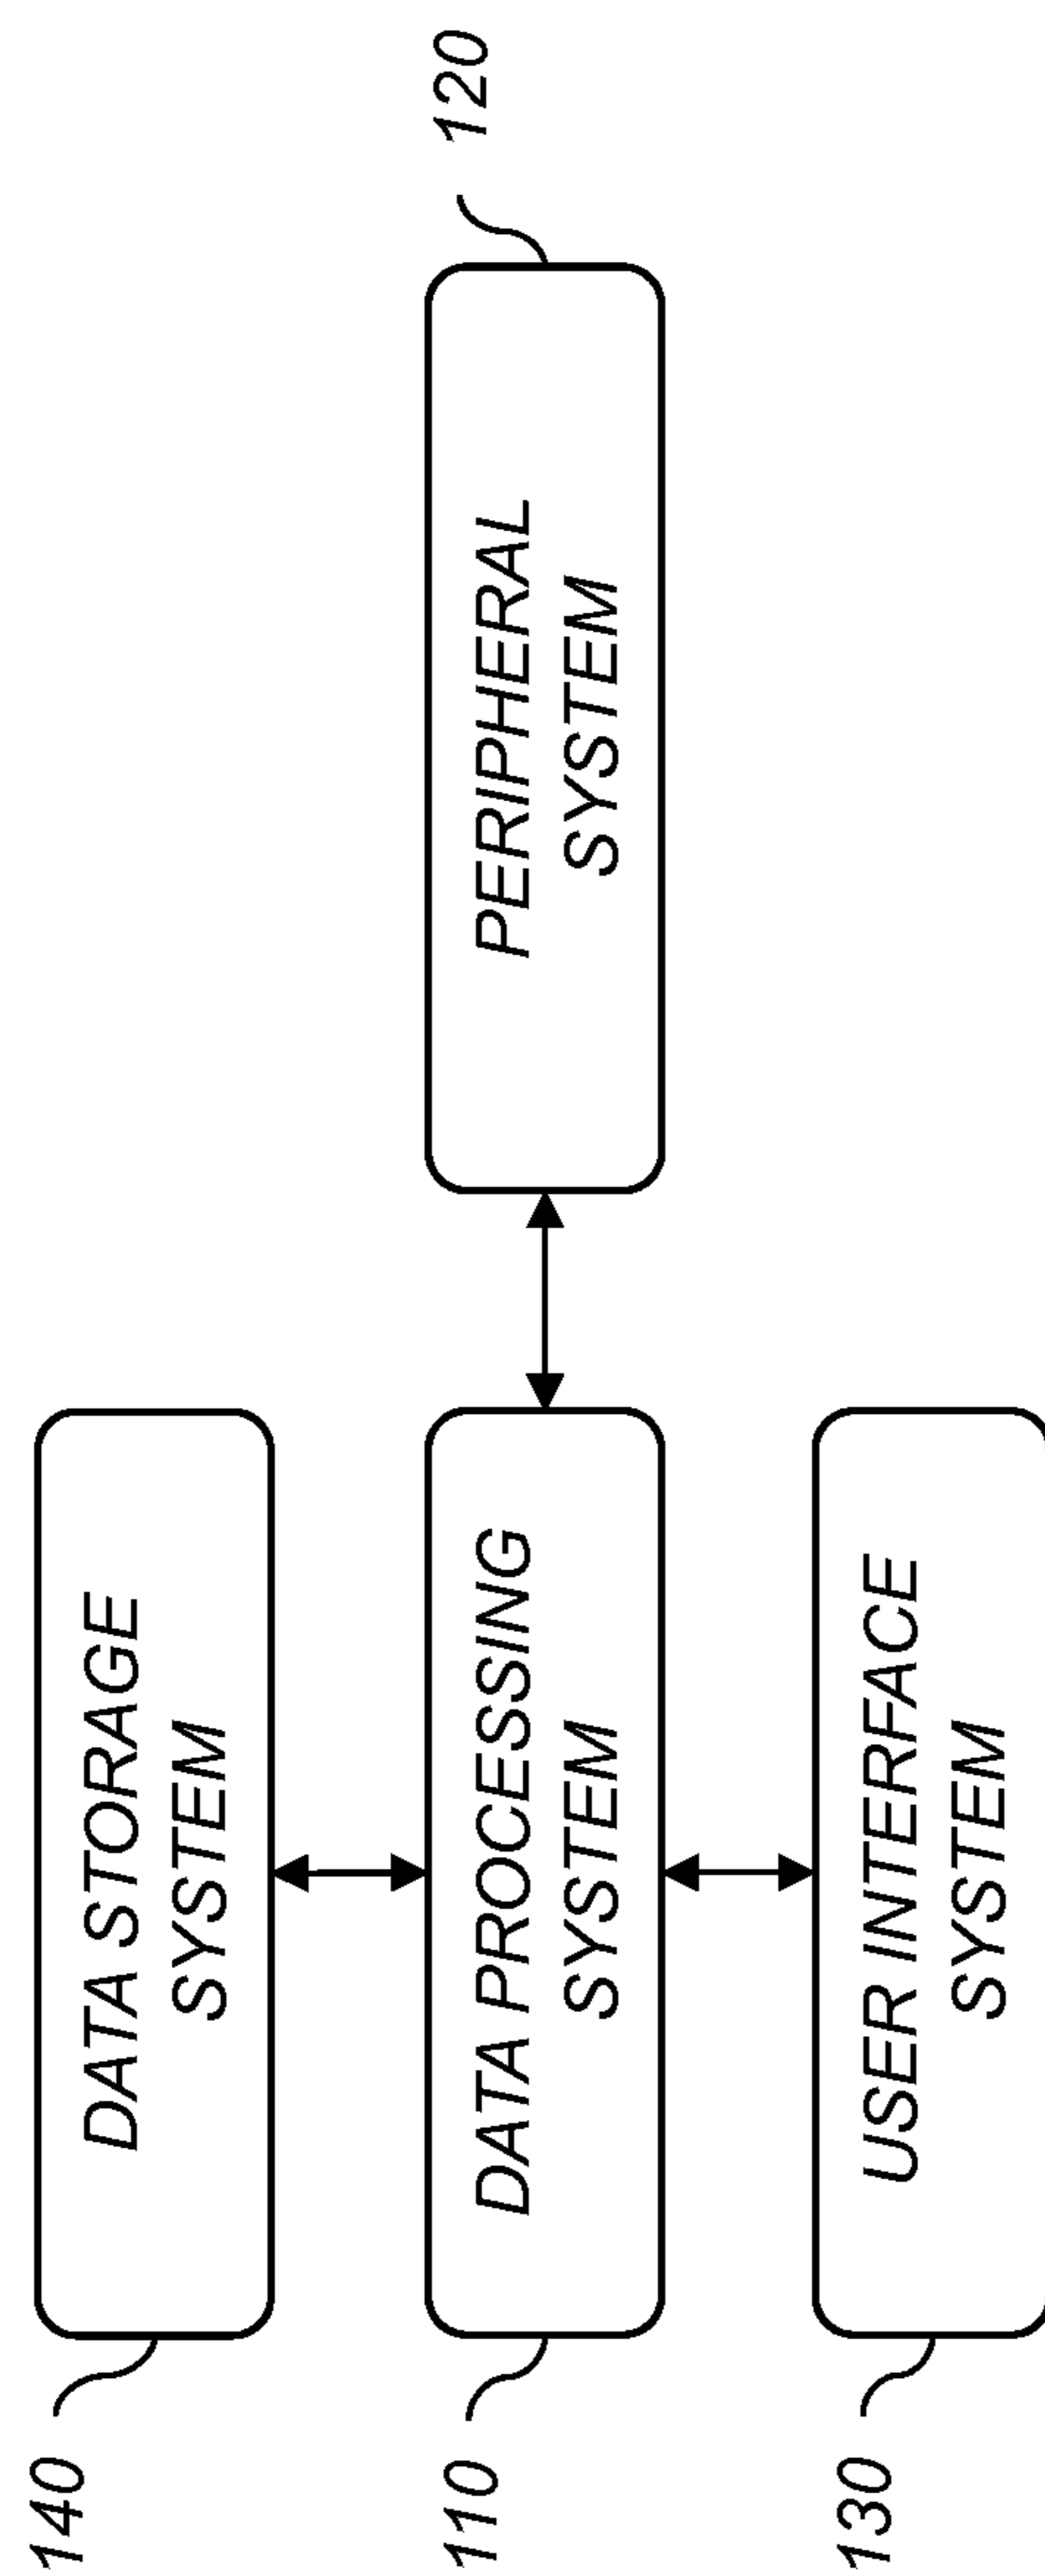 140
DATA STORAGE
SYSTEM
110
DATA PROCESSING
SYSTEM
PERIPHERAL
SYSTEM
120
130
USER INTERFACE
SYSTEM